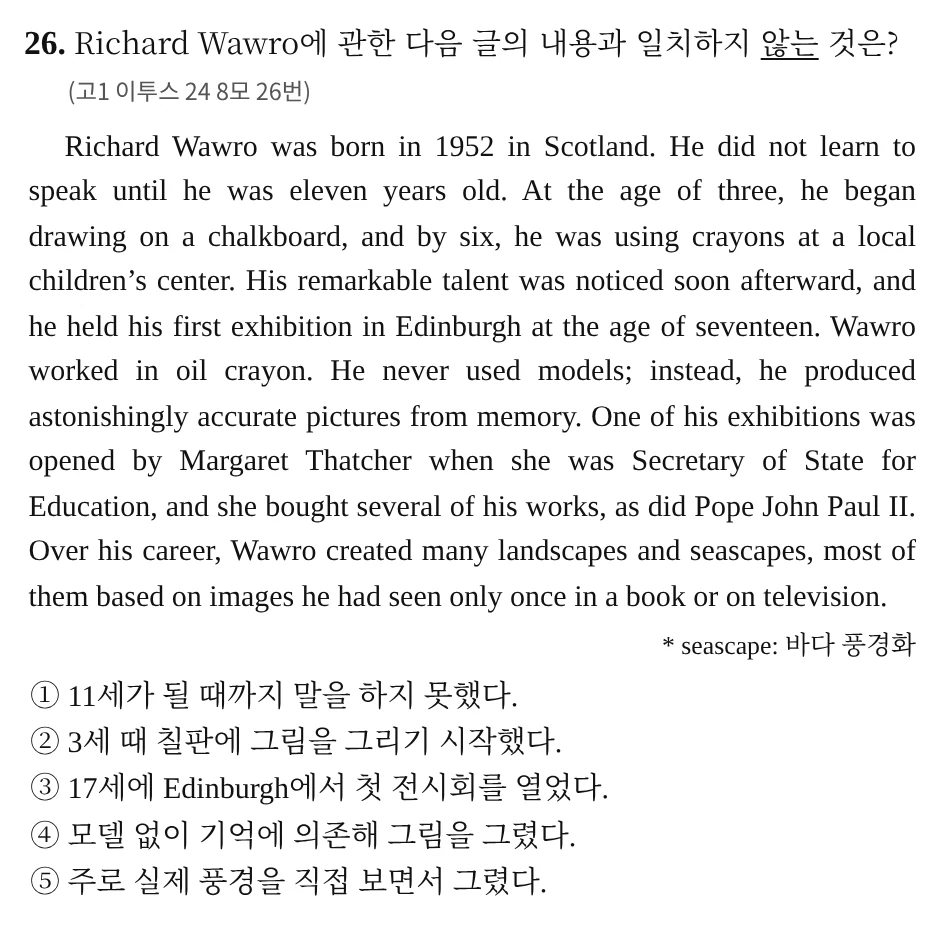 26. Richard Wawro에 관한 다음 글의 내용과 일치하지 않는 것은?
(고1 이투스 24 8모 26번)
Richard Wawro was born in 1952 in Scotland. He did not learn to
speak until he was eleven years old. At the age of three, he began
drawing on a chalkboard, and by six, he was using crayons at a local
children’s center. His remarkable talent was noticed soon afterward, and
he held his first exhibition in Edinburgh at the age of seventeen. Wawro
worked in oil crayon. He never used models; instead, he produced
astonishingly accurate pictures from memory. One of his exhibitions was
opened by Margaret Thatcher when she was Secretary of State for
Education, and she bought several of his works, as did Pope John Paul II.
Over his career, Wawro created many landscapes and seascapes, most of
them based on images he had seen only once in a book or on television.
* seascape: 바다 풍경화
① 11세가 될 때까지 말을 하지 못했다.
② 3세 때 칠판에 그림을 그리기 시작했다.
③ 17세에 Edinburgh에서 첫 전시회를 열었다.
④ 모델 없이 기억에 의존해 그림을 그렸다.
⑤ 주로 실제 풍경을 직접 보면서 그렸다.